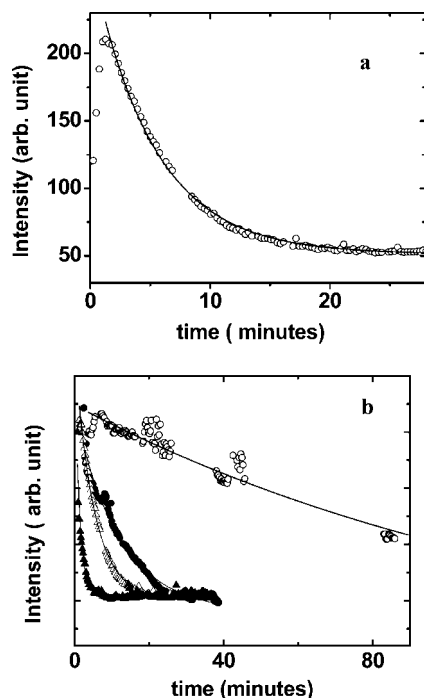 a
200
150
100
50
Intensity (arb. unit)
0
10
20
time ( minutes)
b
Intensity ( arb. unit)
0
40
80
time (minutes)